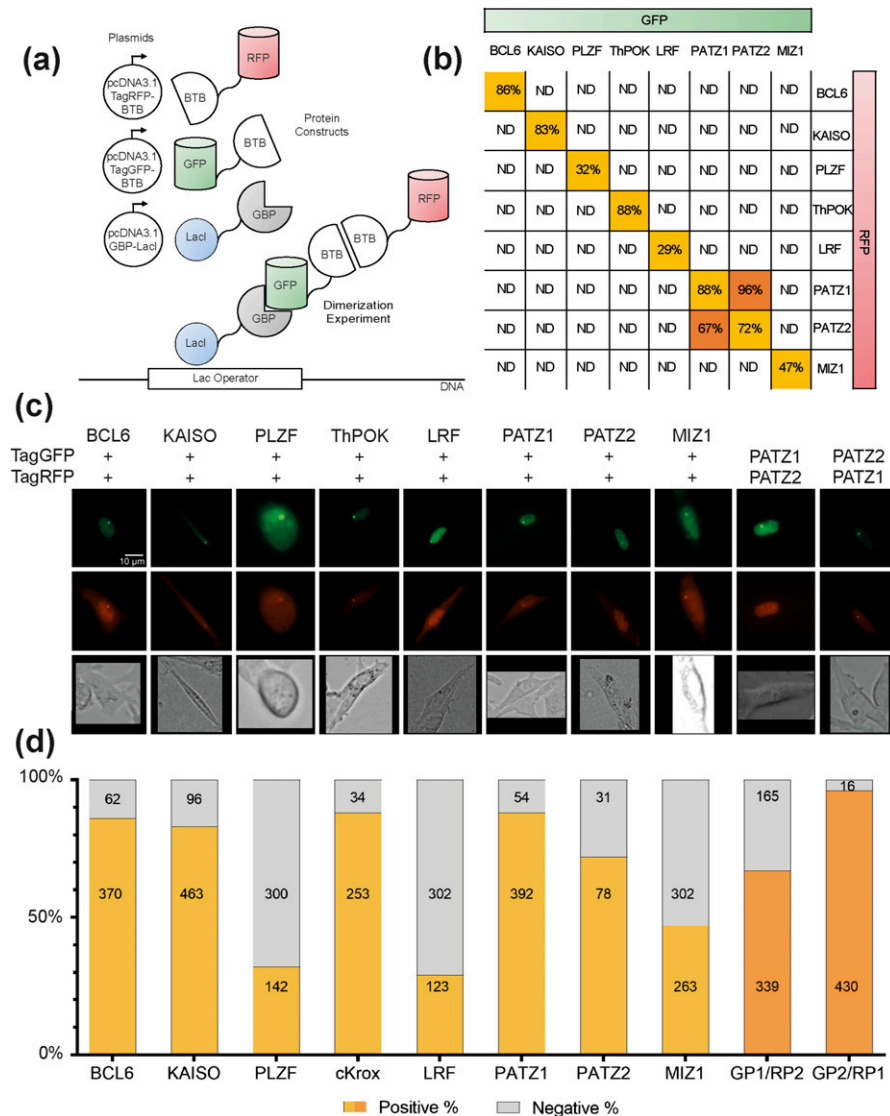 (a)
Plasmids
pcDNA3.1
TagRFP-
BTB
BTB
RFP
Protein
Constructs
pcDNA3.1
TagGFP-
BTB
GFP
BTB
pcDNA3.1
GBP-LacI
LacI
GBP
RFP
BTB
BTB
GFP
GBP
Dimerization
Experiment
LacI
Lac Operator
DNA
(b)
GFP
BCL6 KAISO PLZF ThPOK LRF PATZ1 PATZ2 MIZ1
86% ND ND ND ND ND ND ND BCL6
ND 83% ND ND ND ND ND ND KAISO
ND ND 32% ND ND ND ND ND PLZF
ND ND ND 88% ND ND ND ND ThPOK
ND ND ND ND 29% ND ND ND LRF
ND ND ND ND ND 88% 96% ND PATZ1
ND ND ND ND ND 67% 72% ND PATZ2
ND ND ND ND ND ND ND 47% MIZ1
RFP
(c)
BCL6 KAISO PLZF ThPOK LRF PATZ1 PATZ2 MIZ1
TagGFP + + + + + + + + PATZ1 PATZ2
TagRFP + + + + + + + + PATZ2 PATZ1
10 µm
(d)
100%
50%
0%
62 96 300 34 302 54 31 302 165 16
370 463 142 253 123 392 78 263 339 430
BCL6 KAISO PLZF cKrox LRF PATZ1 PATZ2 MIZ1 GP1/RP2 GP2/RP1
Positive % Negative %